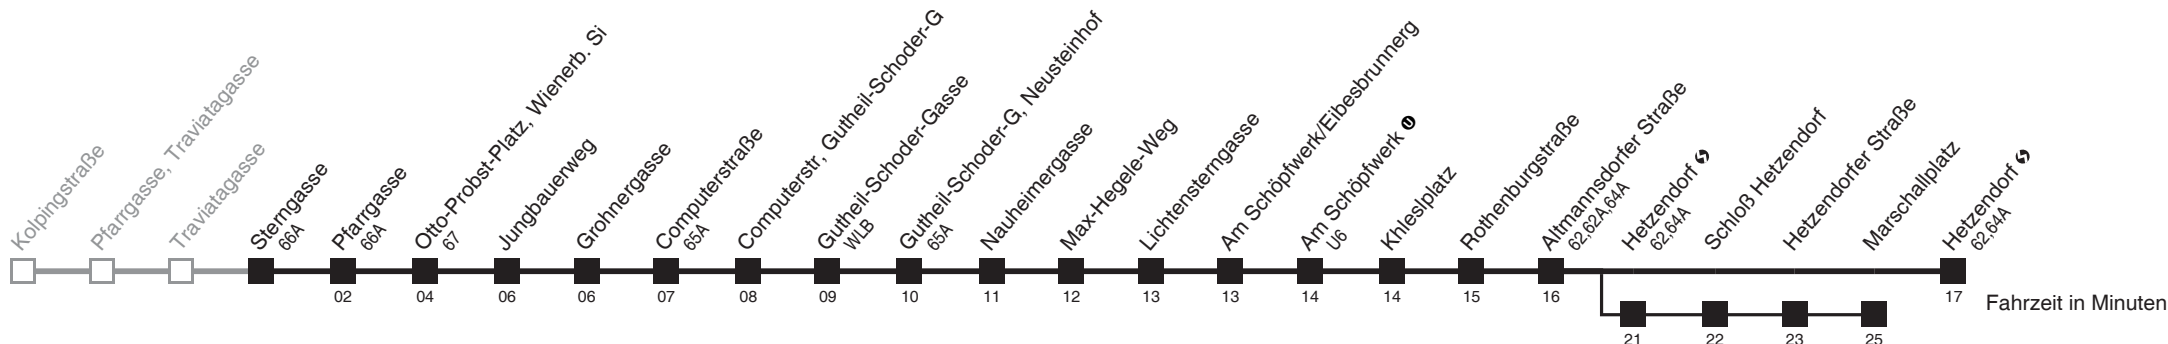 Kolpingstraße
Pfarrgasse, Traviatagasse
Traviatagasse
Sterngasse
66A
Pfarrgasse
66A
Otto-Probst-Platz, Wienerb. Si
67
Jungbauerweg
Grohnergasse
Computerstraße
65A
Computerstr, Gutheil-Schoder-G
Gutheil-Schoder-Gasse
WLB
Gutheil-Schoder-G, Neusteinhof
65A
Nauheimergasse
Max-Hegele-Weg
Lichtensterngasse
Am Schöpfwerk/Eibesbrunnerg
Am Schöpfwerk U
U6
Khleslplatz
Rothenburgstraße
Altmannsdorfer Straße
62,62A,64A
Hetzendorf S
62,64A
Schloß Hetzendorf
Hetzendorfer Straße
Marschallplatz
Hetzendorf S
62,64A
02 04 06 06 07 08 09 10 11 12 13 13 14 14 15 16 17
Fahrzeit in Minuten
21 22 23 25